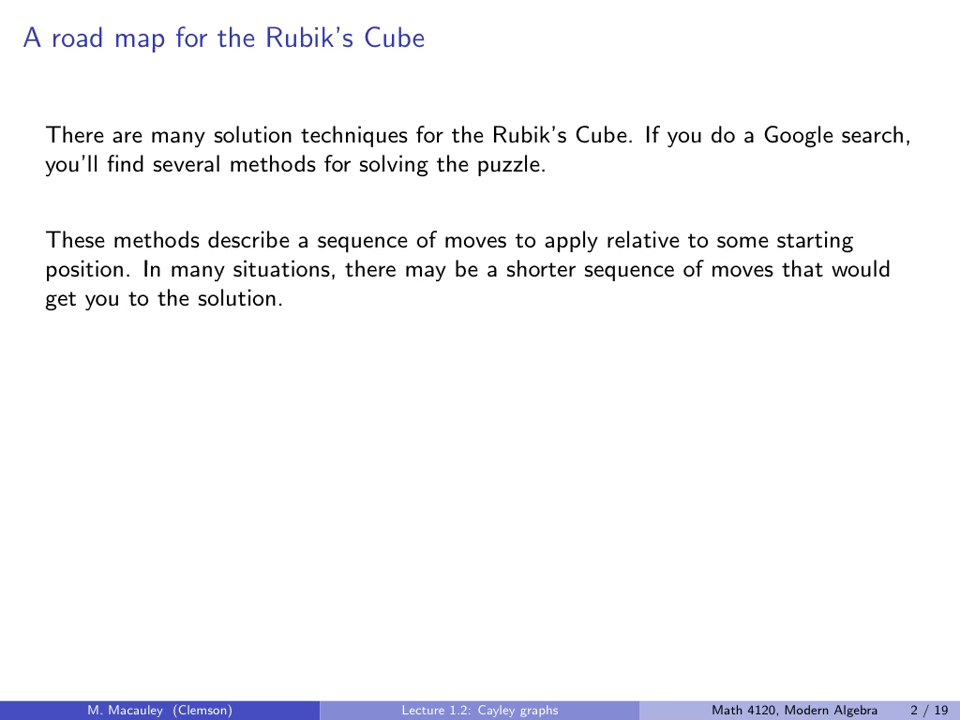 A road map for the Rubik's Cube
There are many solution techniques for the Rubik's Cube. If you do a Google search,
you'll find several methods for solving the puzzle.
These methods describe a sequence of moves to apply relative to some starting
position. In many situations, there may be a shorter sequence of moves that would
get you to the solution.
M. Macauley (Clemson) Lecture 1.2: Cayley graphs Math 4120, Modern Algebra 2 / 19